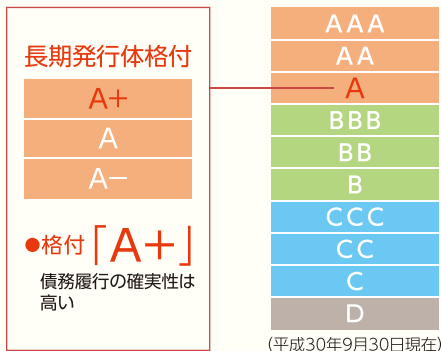 長期発行体格付
A+
A
A−
●格付「A+」
債務履行の確実性は
高い
AAA
AA
A
BBB
BB
B
CCC
CC
C
D
(平成30年9月30日現在)